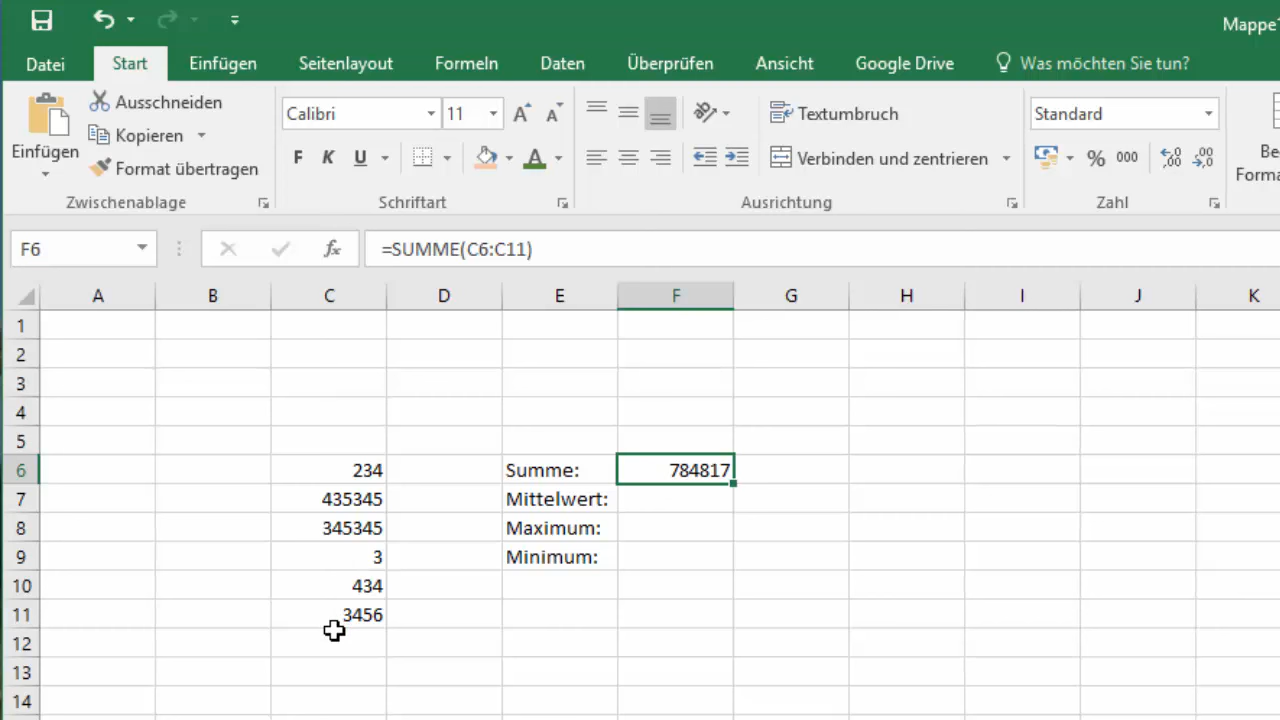 Mappe1
Datei Start Einfügen Seitenlayout Formeln Daten Überprüfen Ansicht Google Drive Was möchten Sie tun?
Einfügen
Ausschneiden
Kopieren
Format übertragen
Zwischenablage
Calibri 11
F K U
Schriftart
Textumbruch
Verbinden und zentrieren
Ausrichtung
Standard
% 000
Zahl
F6 fx =SUMME(C6:C11)
A B C D E F G H I J K
1
2
3
4
5
6 234 Summe: 784817
7 435345 Mittelwert:
8 345345 Maximum:
9 3 Minimum:
10 434
11 3456
12
13
14